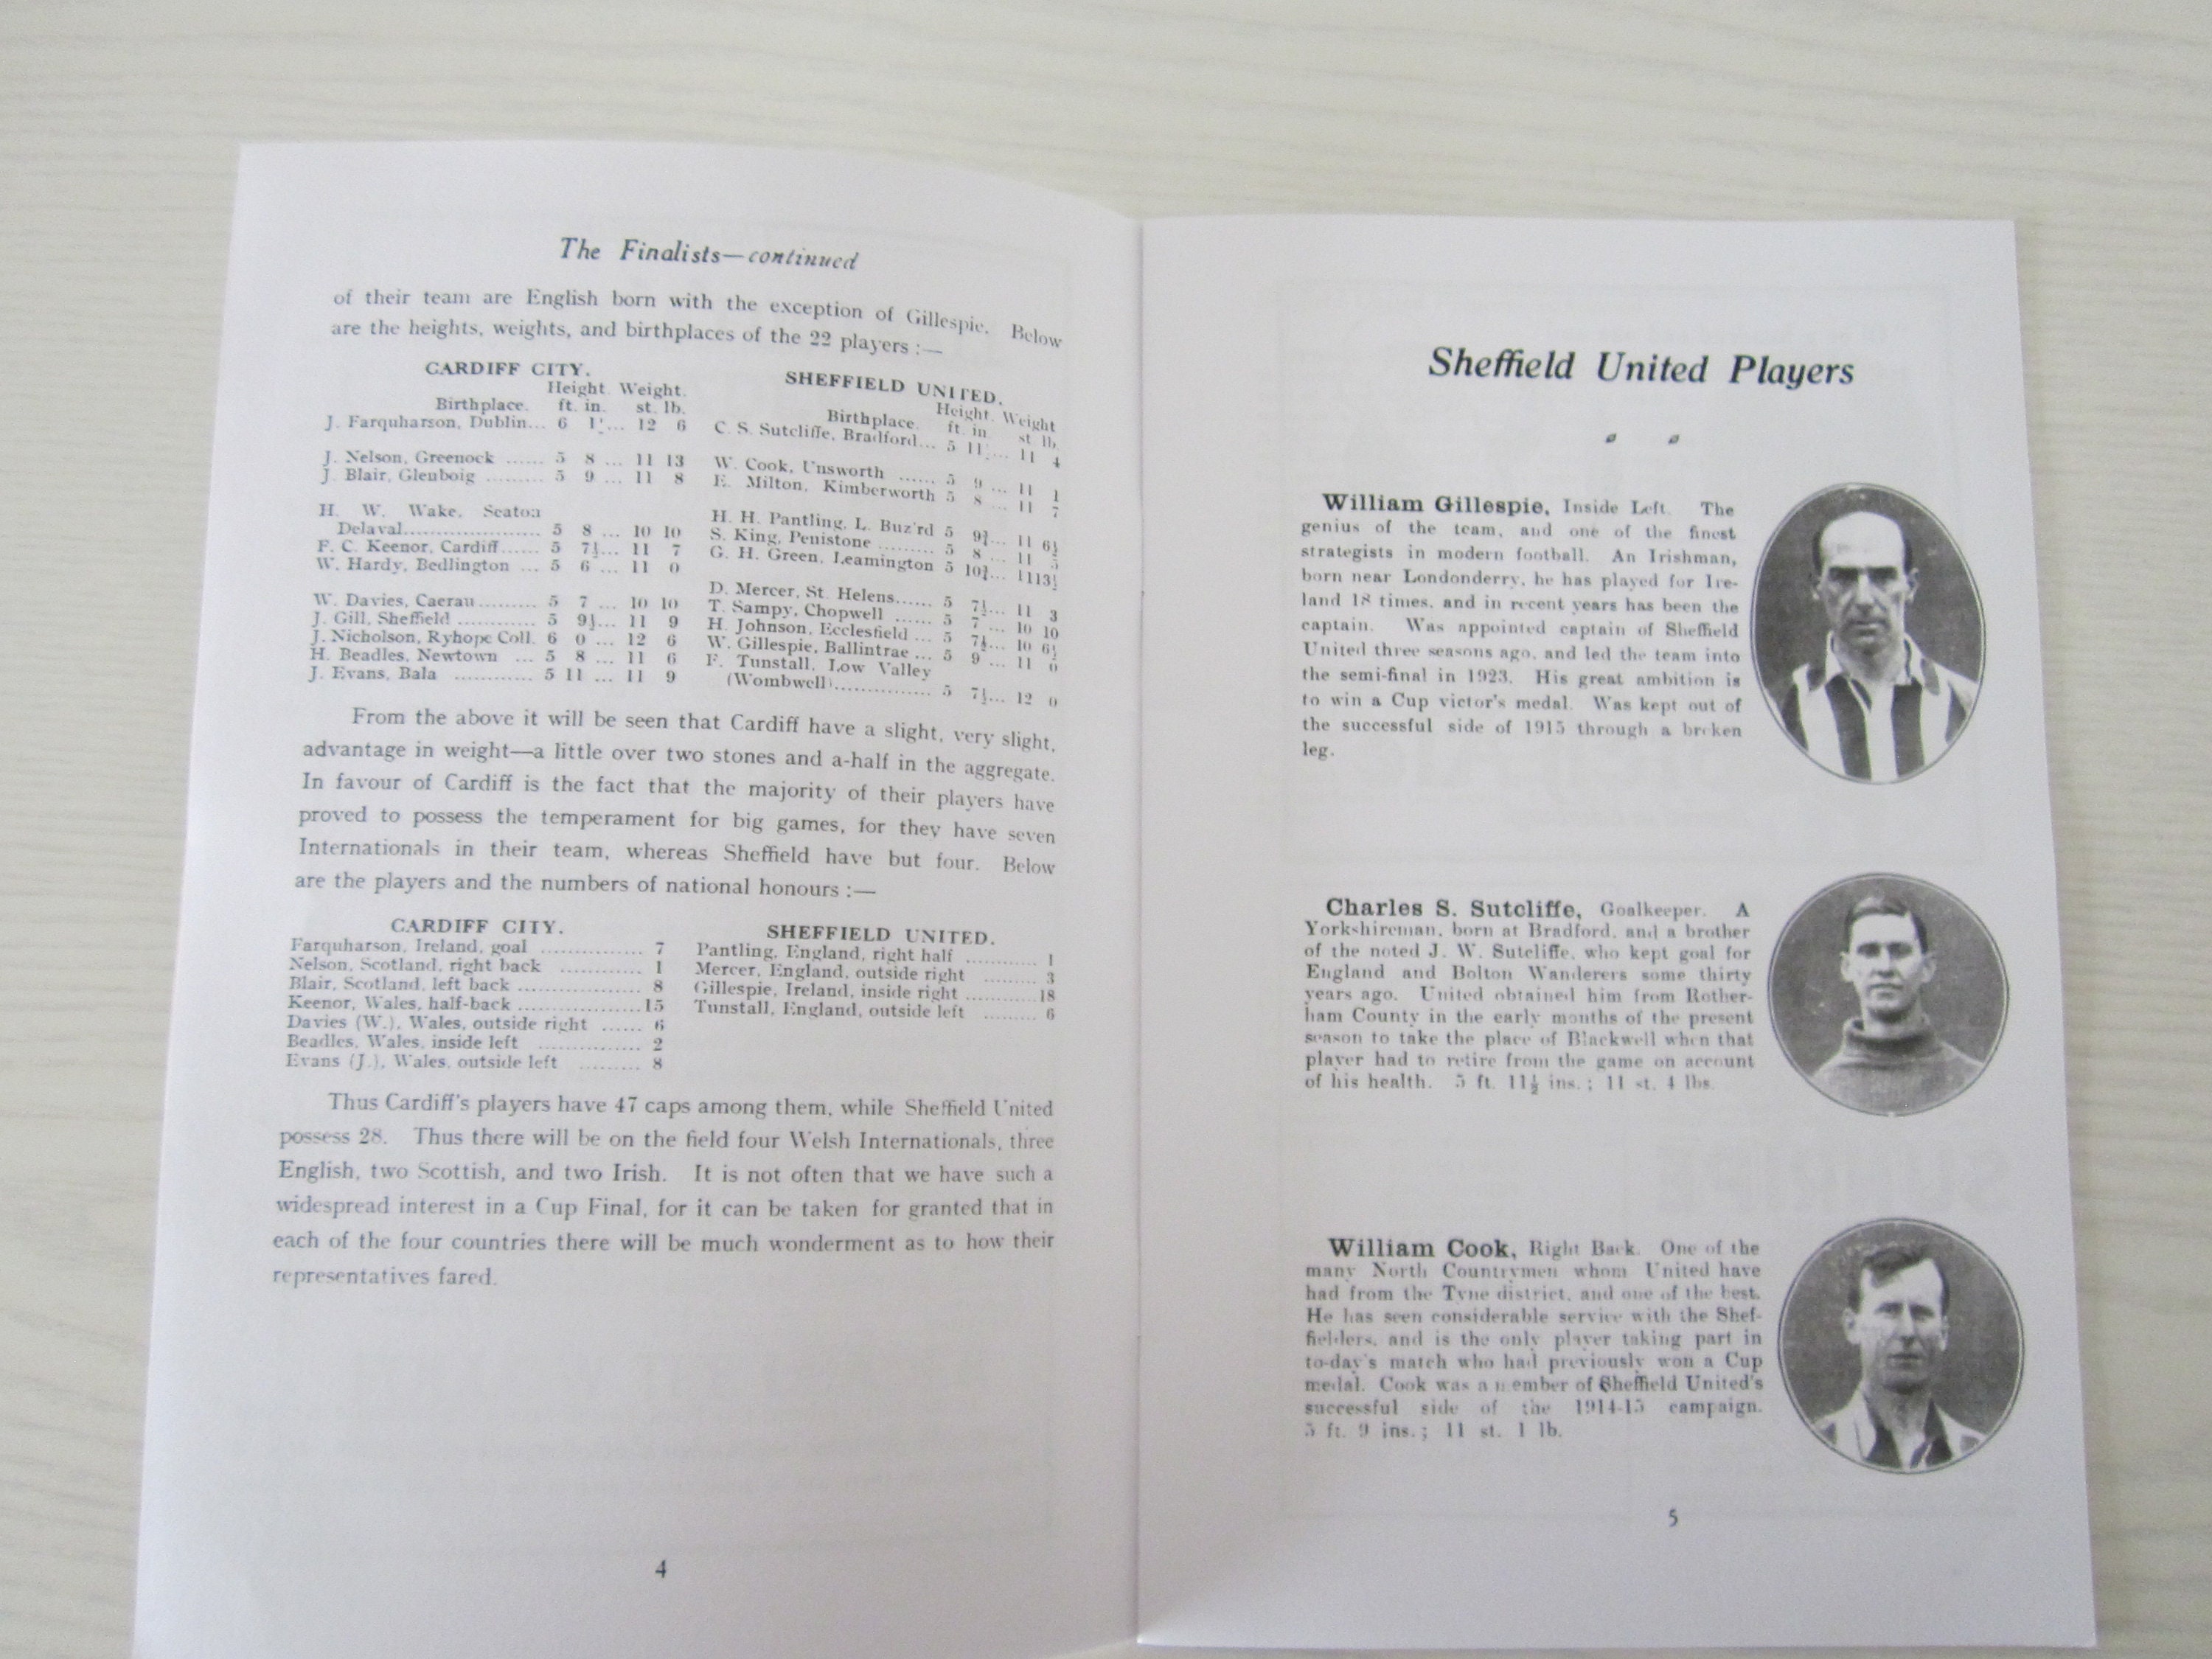 The Finalists—continued
of their team are English born with the exception of Gillespie. Below
are the heights, weights, and birthplaces of the 22 players :—
CARDIFF CITY.
Height. Weight.
Birthplace. ft. in. st. lb.
J. Farquharson, Dublin... 6 ... 12 6
J. Nelson, Greenock ...... 5 8 ... 11 13
J. Blair, Glenboig ......... 5 9 ... 11 8
H. W. Wake, Seaton
Delaval..................... 5 8 ... 10 10
F. C. Keenor, Cardiff...... 5 7½... 11 7
W. Hardy, Bedlington ... 5 6 ... 11 0
W. Davies, Caerau......... 5 7 ... 10 10
J. Gill, Sheffield ............ 5 9½... 11 9
J. Nicholson, Ryhope Coll. 6 0 ... 12 6
H. Beadles, Newtown ... 5 8 ... 11 6
J. Evans, Bala ............ 5 11 ... 11 9
SHEFFIELD UNITED.
Height. Weight
Birthplace. ft. in. st lb.
C. S. Sutcliffe, Bradford... 5 11½... 11 4
W. Cook, Unsworth ...... 5 9 ... 11 1
E. Milton, Kimberworth 5 8 ... 11 7
H. H. Pantling, L. Buz'rd 5 9¾... 11 6½
S. King, Penistone ......... 5 8 ... 11 5
G. H. Green, Leamington 5 10¾... 11 13½
D. Mercer, St. Helens...... 5 7½... 11 3
T. Sampy, Chopwell ...... 5 7 ... 10 10
H. Johnson, Ecclesfield ... 5 7½... 10 6½
W. Gillespie, Ballintrae ... 5 9 ... 11 0
F. Tunstall, Low Valley
(Wombwell).............. 5 7½... 12 0
From the above it will be seen that Cardiff have a slight, very slight,
advantage in weight—a little over two stones and a-half in the aggregate.
In favour of Cardiff is the fact that the majority of their players have
proved to possess the temperament for big games, for they have seven
Internationals in their team, whereas Sheffield have but four. Below
are the players and the numbers of national honours :—
CARDIFF CITY.
Farquharson, Ireland, goal ............... 7
Nelson, Scotland, right back ............ 1
Blair, Scotland, left back .................. 8
Keenor, Wales, half-back .................. 15
Davies (W.), Wales, outside right ...... 6
Beadles, Wales, inside left ............... 2
Evans (J.), Wales, outside left ......... 8
SHEFFIELD UNITED.
Pantling, England, right half ............ 1
Mercer, England, outside right ......... 3
Gillespie, Ireland, inside right ............ 18
Tunstall, England, outside left ......... 6
Thus Cardiff's players have 47 caps among them, while Sheffield United
possess 28. Thus there will be on the field four Welsh Internationals, three
English, two Scottish, and two Irish. It is not often that we have such a
widespread interest in a Cup Final, for it can be taken for granted that in
each of the four countries there will be much wonderment as to how their
representatives fared.
4
Sheffield United Players
William Gillespie, Inside Left. The
genius of the team, and one of the finest
strategists in modern football. An Irishman,
born near Londonderry, he has played for Ire-
land 18 times, and in recent years has been the
captain. Was appointed captain of Sheffield
United three seasons ago, and led the team into
the semi-final in 1923. His great ambition is
to win a Cup victor's medal. Was kept out of
the successful side of 1915 through a broken
leg.
Charles S. Sutcliffe, Goalkeeper. A
Yorkshireman, born at Bradford, and a brother
of the noted J. W. Sutcliffe, who kept goal for
England and Bolton Wanderers some thirty
years ago. United obtained him from Rother-
ham County in the early months of the present
season to take the place of Blackwell when that
player had to retire from the game on account
of his health. 5 ft. 11½ ins.; 11 st. 4 lbs.
William Cook, Right Back. One of the
many North Countrymen whom United have
had from the Tyne district, and one of the best.
He has seen considerable service with the Shef-
fielders, and is the only player taking part in
to-day's match who had previously won a Cup
medal. Cook was a member of Sheffield United's
successful side of the 1914-15 campaign.
5 ft. 9 ins.; 11 st. 1 lb.
5